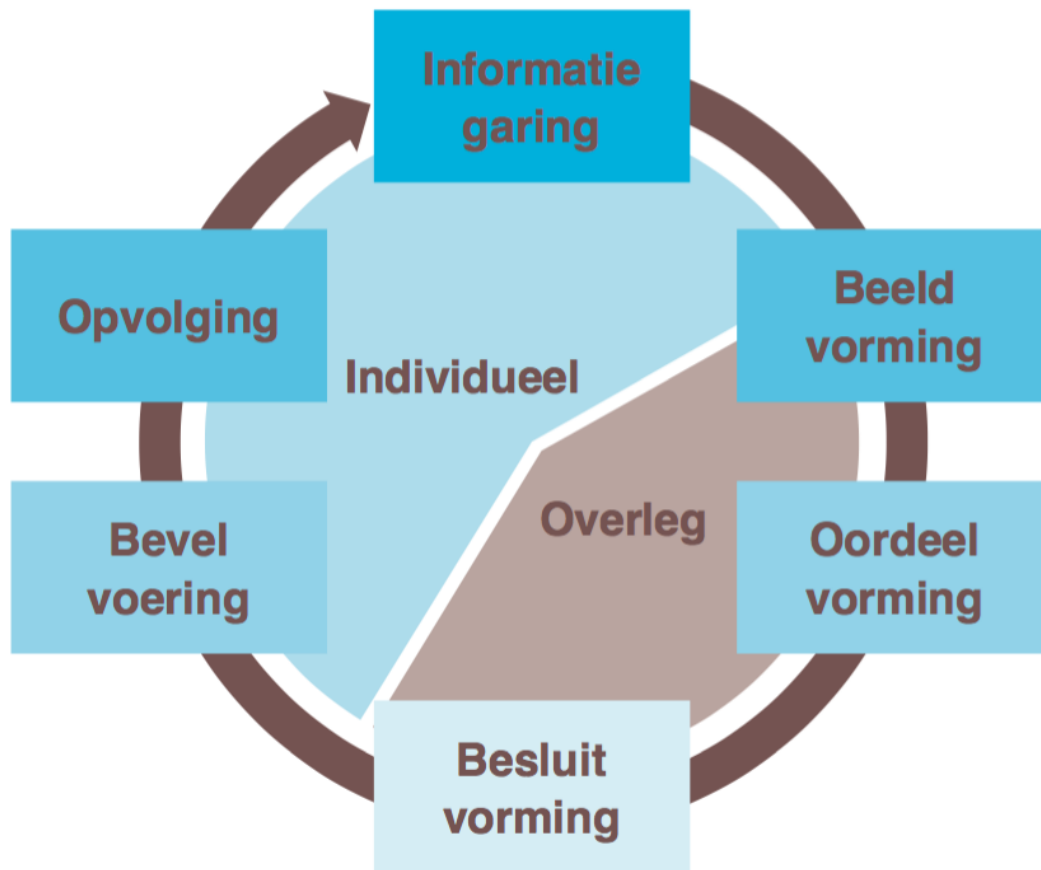 Informatie
garing
Beeld
vorming
Oordeel
vorming
Besluit
vorming
Bevel
voering
Opvolging
Individueel
Overleg